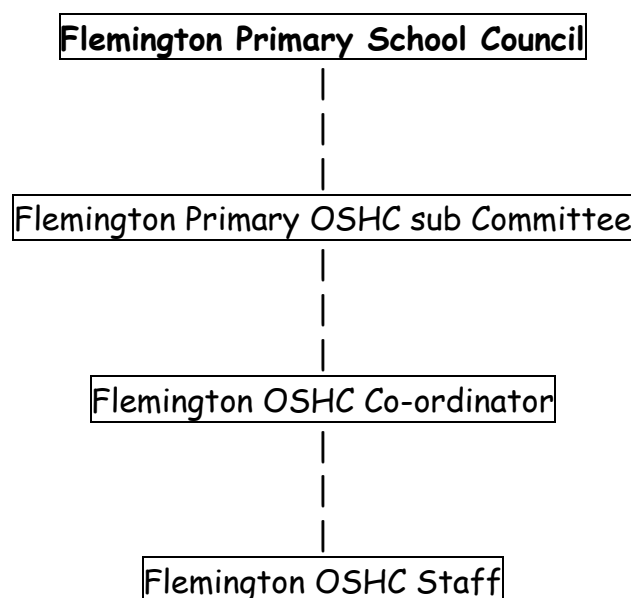 Flemington Primary School Council
Flemington Primary OSHC sub Committee
Flemington OSHC Co-ordinator
Flemington OSHC Staff